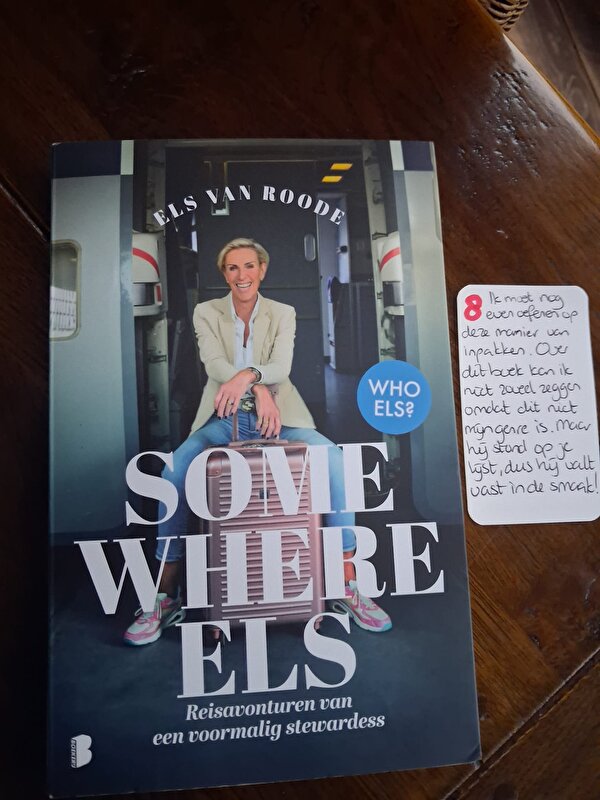 ELS VAN ROODE
WHO
ELS?
SOME
WHERE
ELS
Reisavonturen van
een voormalig stewardess
BOEKERIJ
8 Ik moet nog
even oefenen op
deze manier van
inpakken. Over
dit boek kan ik
niet zoveel zeggen
omdat dit niet
mijn genre is. Maar
hij stond op je
lijst, dus hij valt
vast in de smaak!